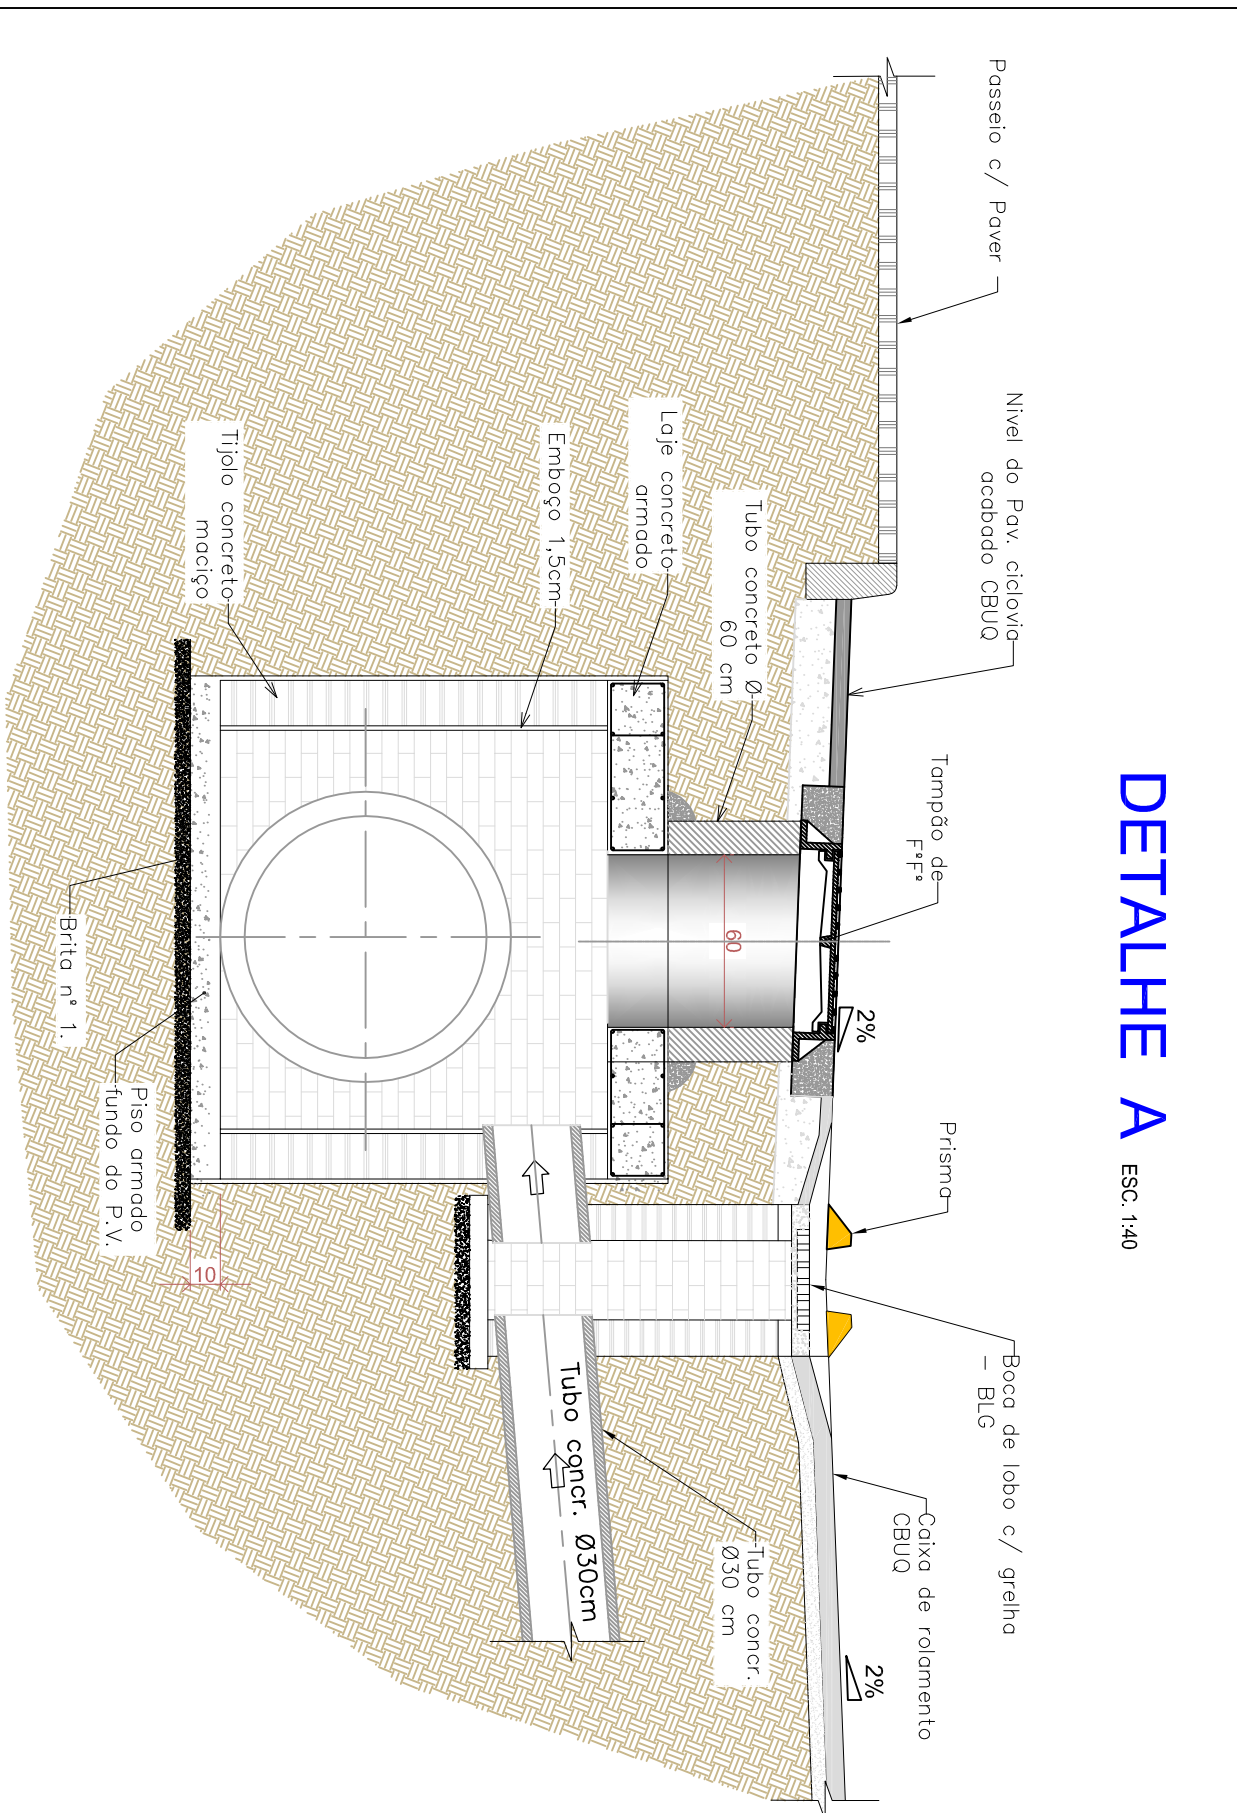 DETALHE A ESC. 1:40
Passeio c/ Paver
Nivel do Pav. ciclovia
acabado CBUQ
Tampão de
FºFº
Prisma
Boca de lobo c/ grelha
– BLG
Caixa de rolamento
CBUQ
2%
2%
Laje concreto
armado
Tubo concreto Ø
60 cm
60
Emboço 1,5cm
Tijolo concreto
maciço
Brita nº 1.
Piso armado
fundo do P.V.
10
Tubo concr. Ø30cm
Tubo concr.
Ø30 cm